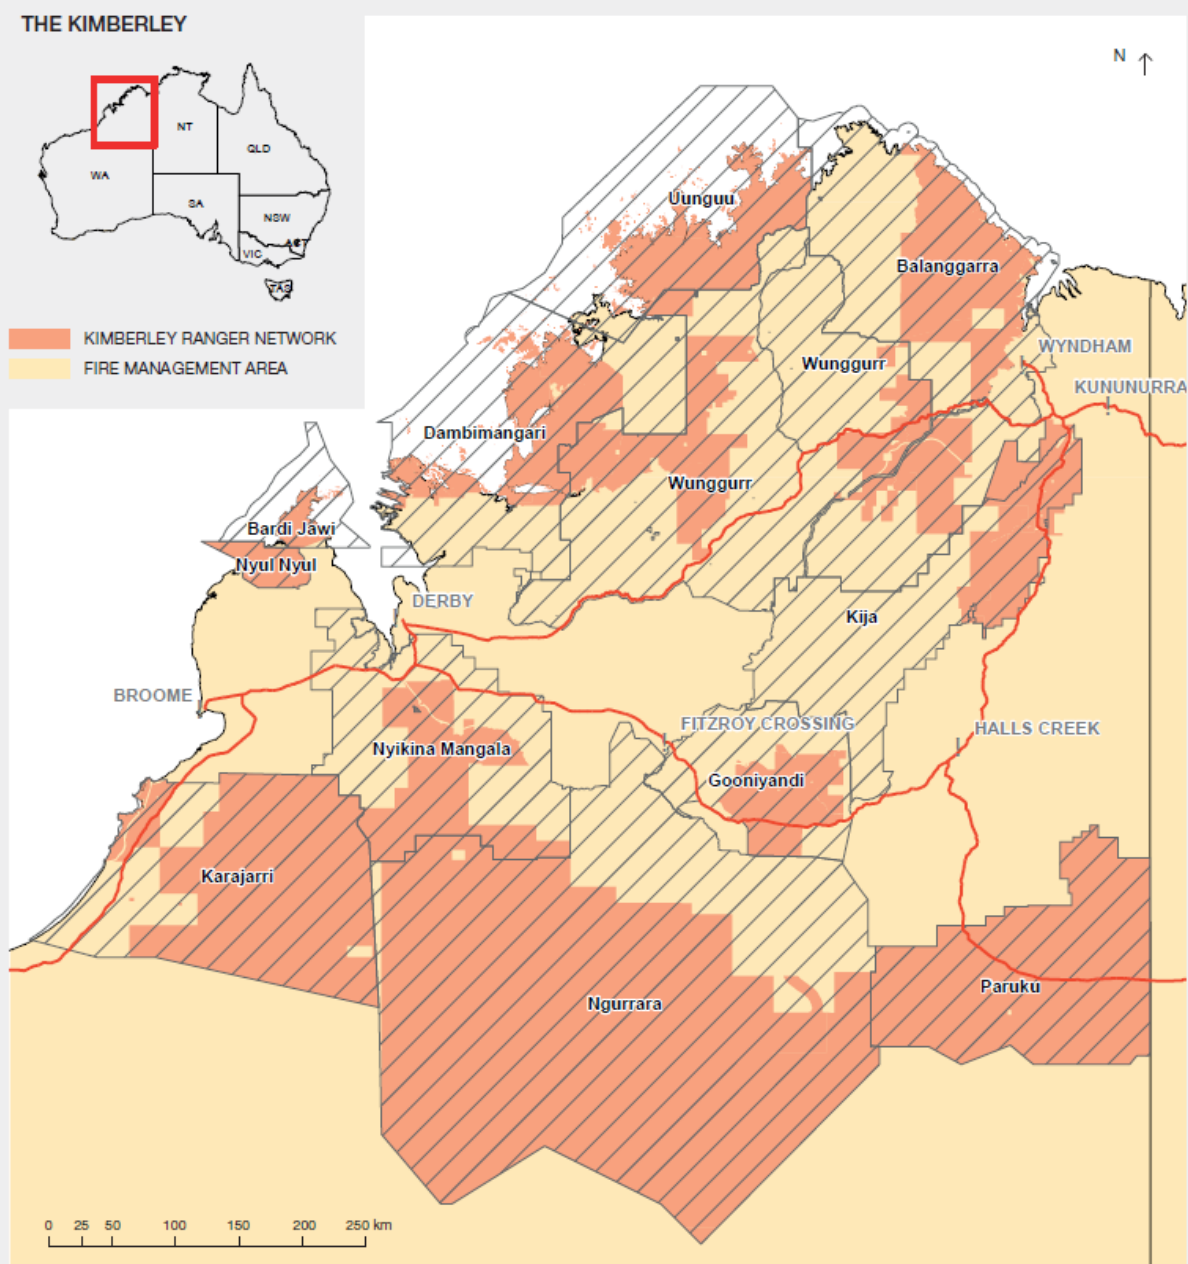 THE KIMBERLEY
N
NT
QLD
WA
SA
NSW
ACT
VIC
TAS
KIMBERLEY RANGER NETWORK
FIRE MANAGEMENT AREA
Uunguu
Balanggarra
WYNDHAM
Wunggurr
KUNUNURRA
Dambimangari
Wunggurr
Bardi Jawi
Nyul Nyul
DERBY
Kija
BROOME
FITZROY CROSSING
HALLS CREEK
Nyikina Mangala
Gooniyandi
Karajarri
Paruku
Ngurrara
0 25 50 100 150 200 250 km